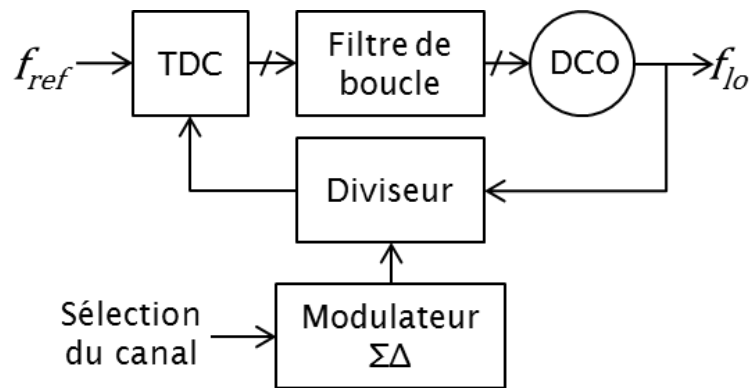 f_ref
TDC
Filtre de
boucle
DCO
f_lo
Diviseur
Sélection
du canal
Modulateur
ΣΔ